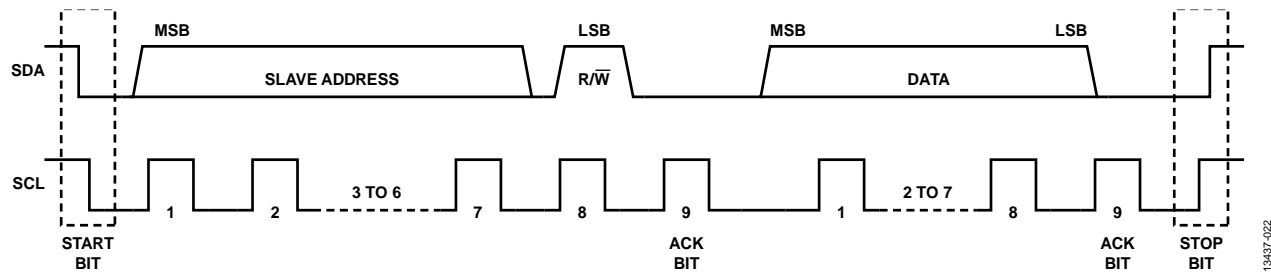 MSB LSB MSB LSB
SDA SLAVE ADDRESS R/W̅ DATA
SCL
3 TO 6 2 TO 7
1 2 7 8 9 1 8 9
START BIT
ACK BIT
ACK BIT
STOP BIT
13437-022